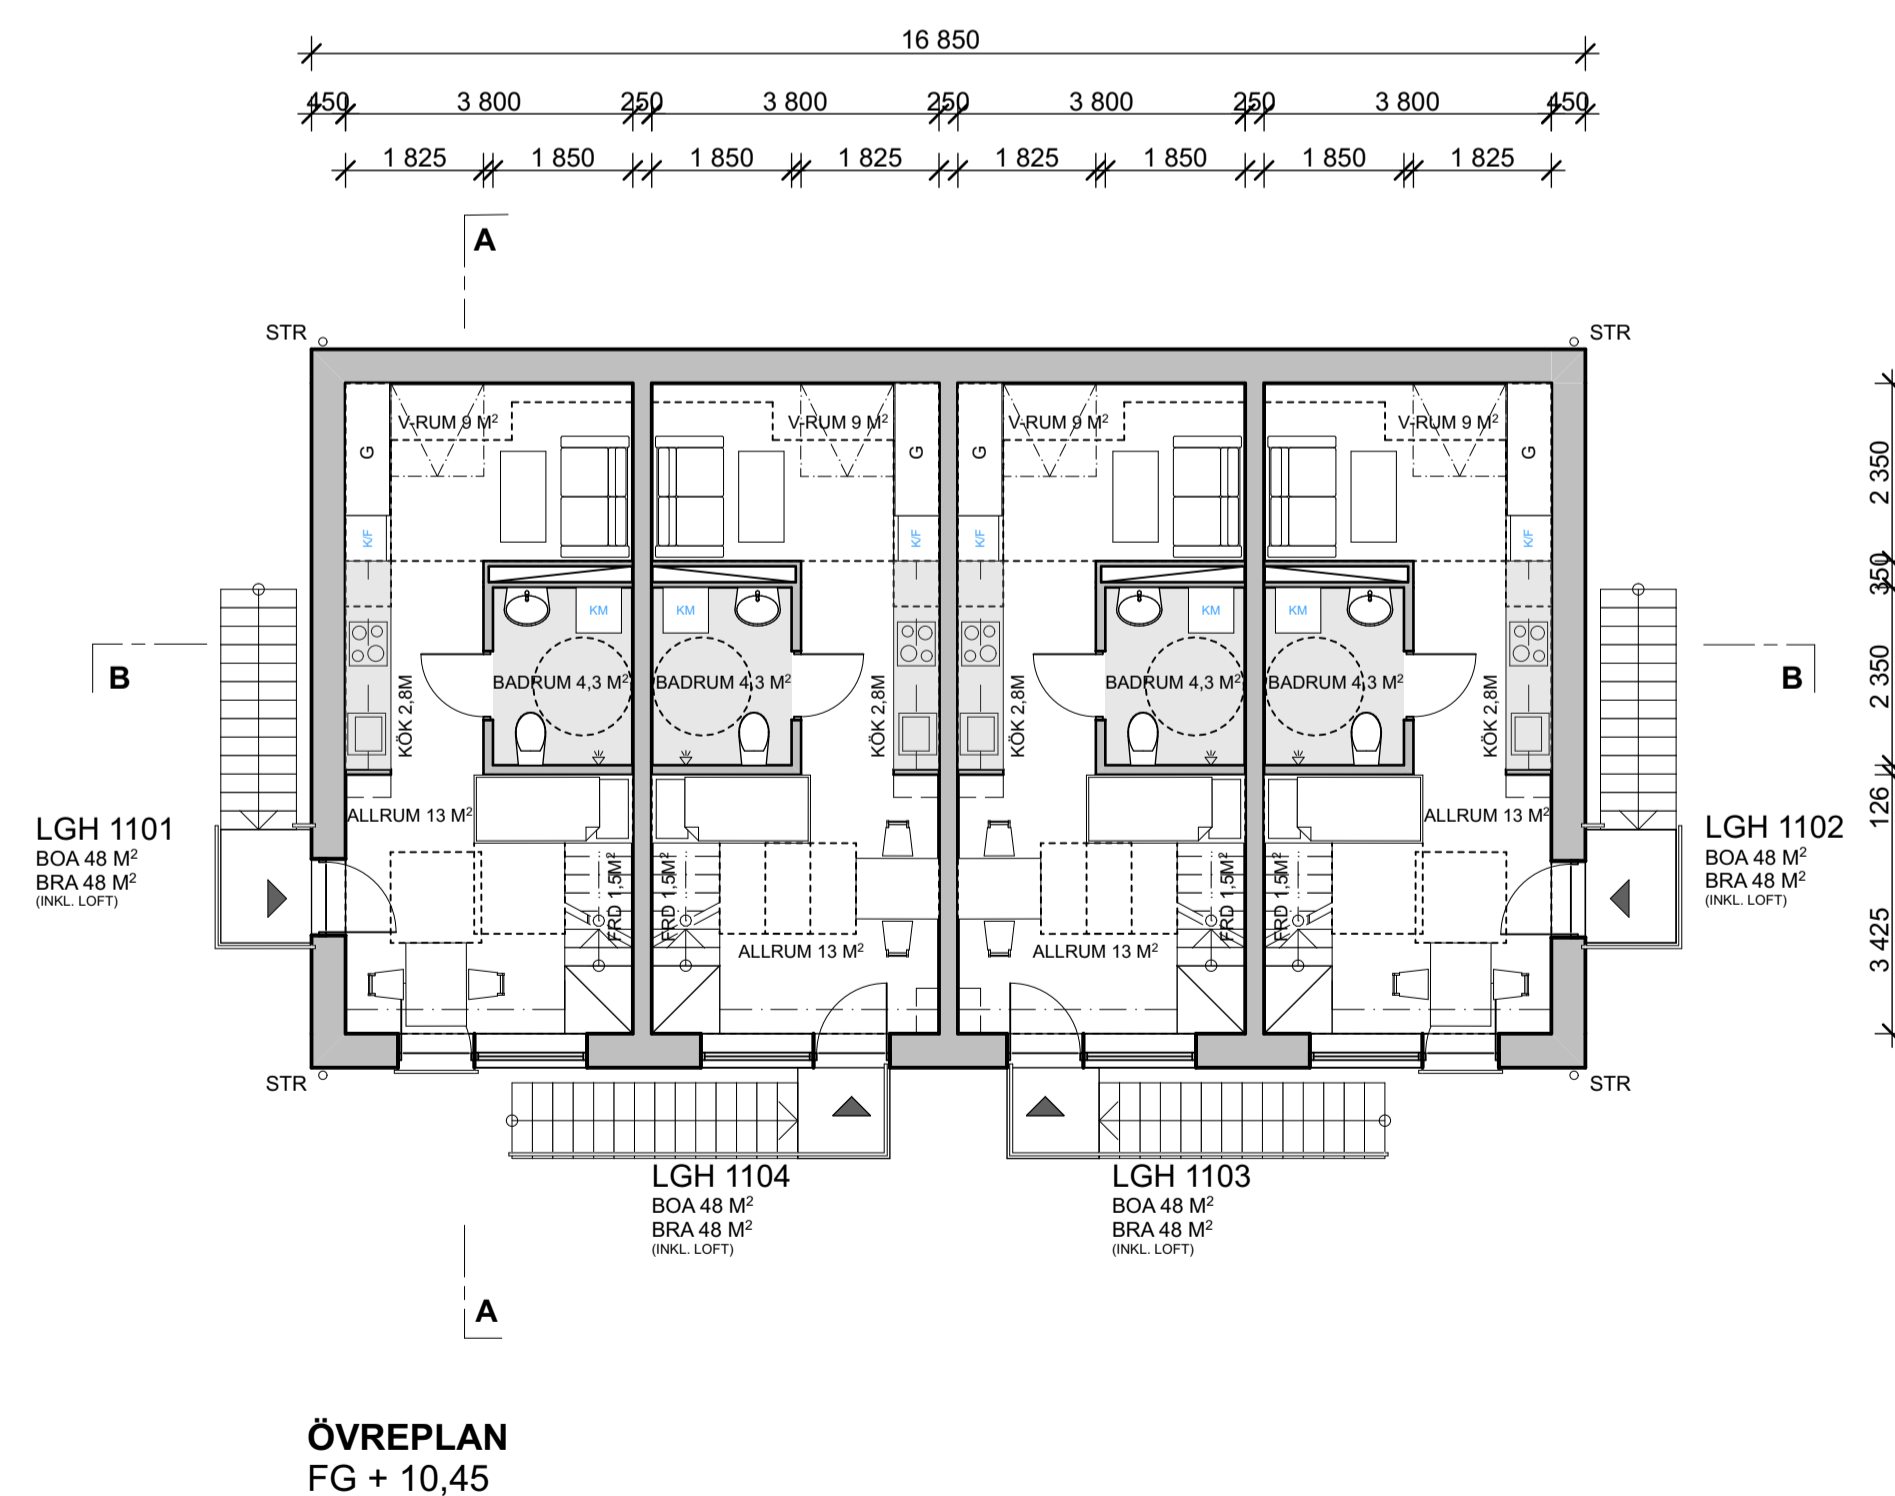 16 850
450 3 800 250 3 800 250 3 800 250 3 800 450
1 825 1 850 1 850 1 825 1 825 1 850 1 850 1 825
A
STR STR
V-RUM 9 M² V-RUM 9 M² V-RUM 9 M² V-RUM 9 M²
G G G G
2 350
K/F K/F K/F K/F
350
KM KM KM KM
B BADRUM 4,3 M² BADRUM 4,3 M² BADRUM 4,3 M² BADRUM 4,3 M² B
2 350
KÖK 2,8M KÖK 2,8M KÖK 2,8M KÖK 2,8M
126
ALLRUM 13 M² ALLRUM 13 M²
LGH 1101
BOA 48 M²
BRA 48 M²
(INKL. LOFT)
LGH 1102
BOA 48 M²
BRA 48 M²
(INKL. LOFT)
FRD 1,5M² FRD 1,5M² FRD 1,5M² FRD 1,5M²
3 425
ALLRUM 13 M² ALLRUM 13 M²
STR STR
LGH 1104
BOA 48 M²
BRA 48 M²
(INKL. LOFT)
LGH 1103
BOA 48 M²
BRA 48 M²
(INKL. LOFT)
A
ÖVREPLAN
FG + 10,45